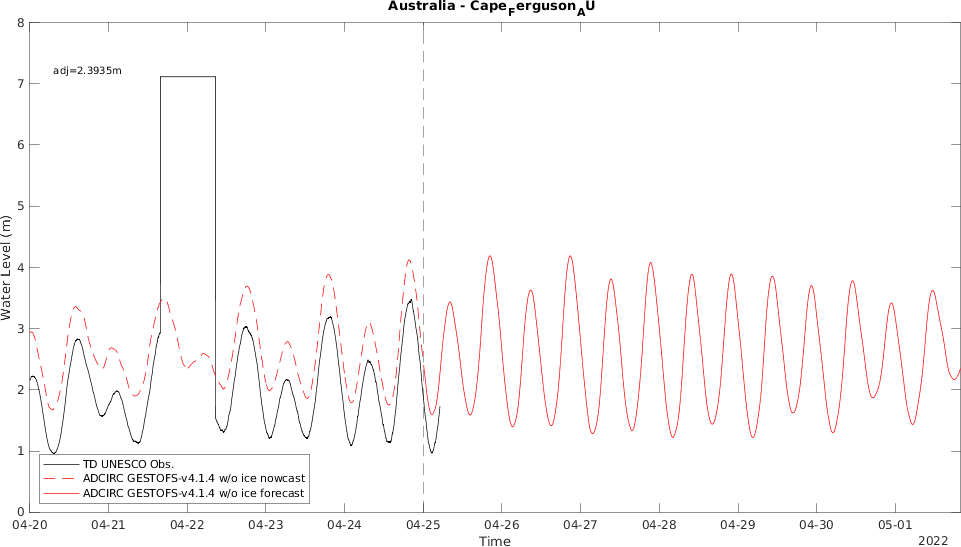 Australia - Cape_Ferguson_AU
8
adj=2.3935m
7
6
5
4
3
2
1
0
Water Level (m)
TD UNESCO Obs.
ADCIRC GESTOFS-v4.1.4 w/o ice nowcast
ADCIRC GESTOFS-v4.1.4 w/o ice forecast
04-20 04-21 04-22 04-23 04-24 04-25 04-26 04-27 04-28 04-29 04-30 05-01
Time
2022